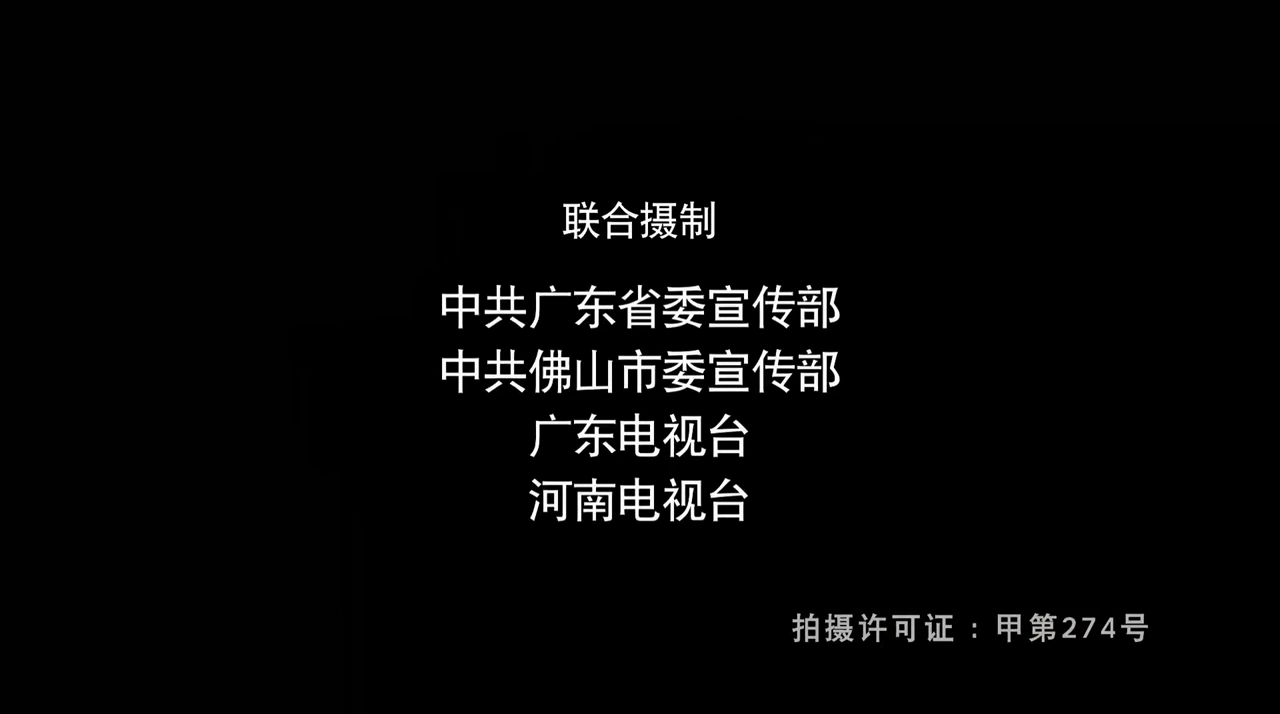 联合摄制
中共广东省委宣传部
中共佛山市委宣传部
广东电视台
河南电视台
拍摄许可证：甲第274号